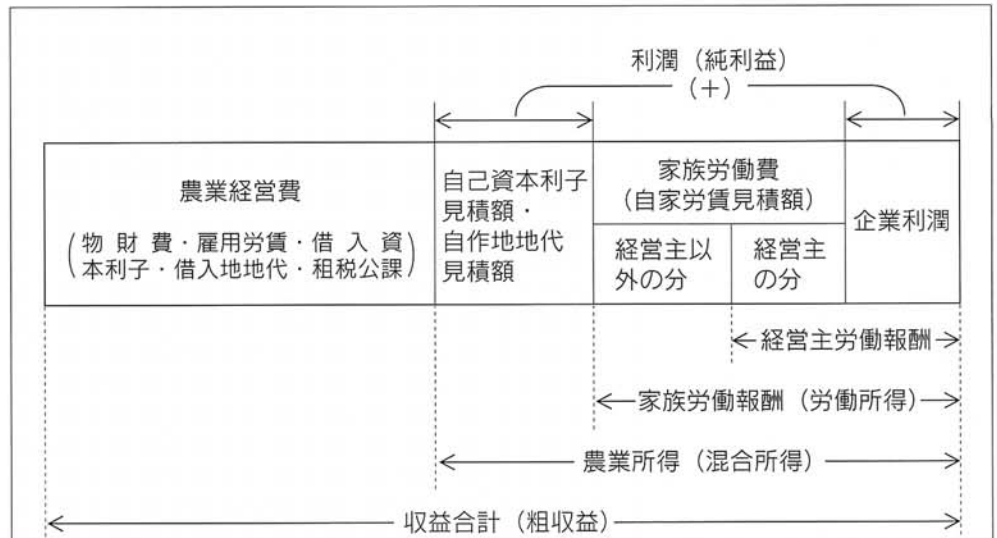 利潤（純利益）
（＋）
農業経営費
（物財費・雇用労賃・借入資
本利子・借入地地代・租税公課）
自己資本利子
見積額・
自作地地代
見積額
家族労働費
（自家労賃見積額）
経営主以
外の分
経営主
の分
企業利潤
経営主労働報酬
家族労働報酬（労働所得）
農業所得（混合所得）
収益合計（粗収益）